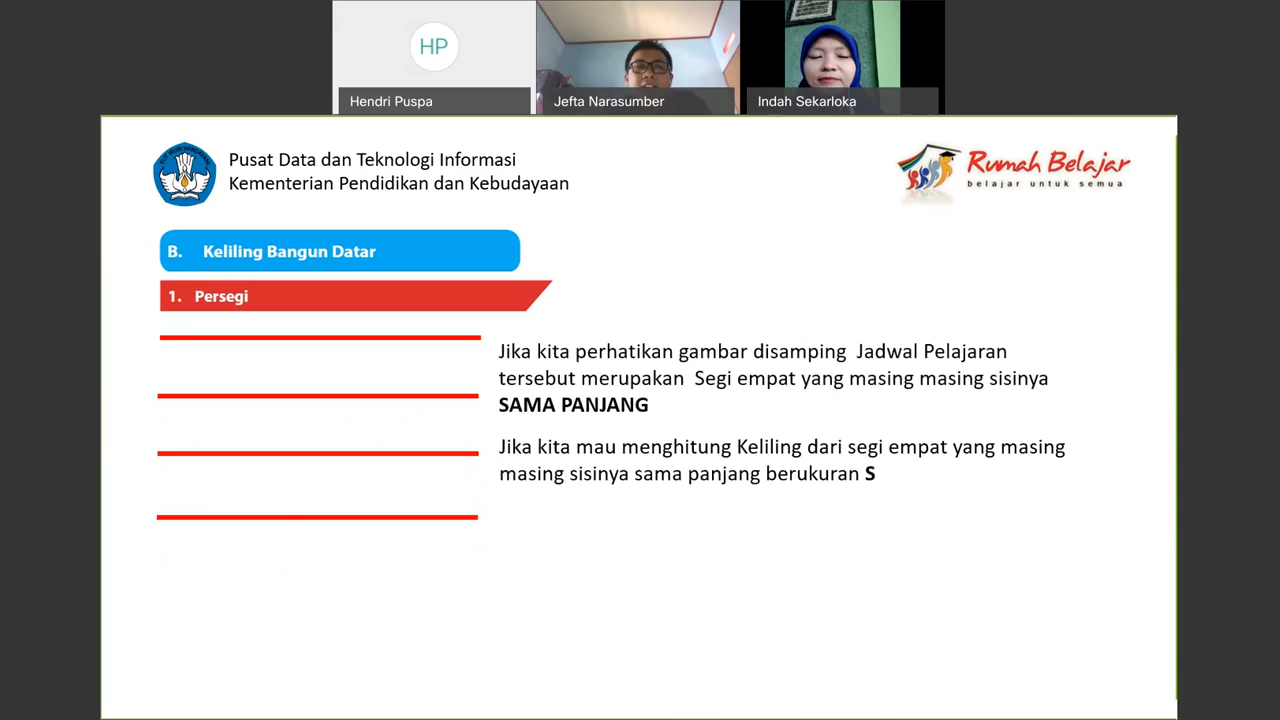 HP
Hendri Puspa
Jefta Narasumber
Indah Sekarloka
Pusat Data dan Teknologi Informasi
Kementerian Pendidikan dan Kebudayaan
Rumah Belajar
belajar untuk semua
B. Keliling Bangun Datar
1. Persegi
Jika kita perhatikan gambar disamping Jadwal Pelajaran
tersebut merupakan Segi empat yang masing masing sisinya
SAMA PANJANG
Jika kita mau menghitung Keliling dari segi empat yang masing
masing sisinya sama panjang berukuran S